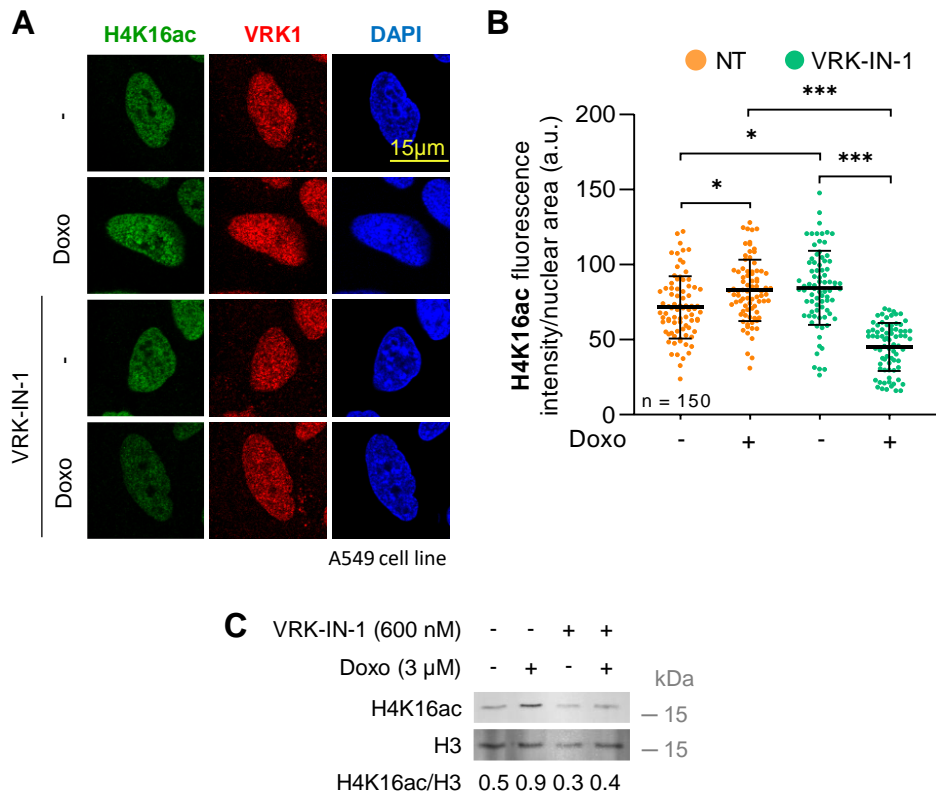 A
H4K16ac VRK1 DAPI
-
15µm
Doxo
-
Doxo
VRK-IN-1
A549 cell line
B
NT VRK-IN-1
***
*
***
*
H4K16ac fluorescence
intensity/nuclear area (a.u.)
200
150
100
50
0
n = 150
Doxo - + - +
C
VRK-IN-1 (600 nM) - - + +
Doxo (3 µM) - + - +
kDa
H4K16ac — 15
H3 — 15
H4K16ac/H3 0.5 0.9 0.3 0.4